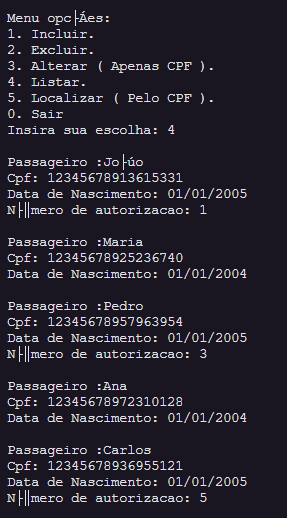 Menu opc├Áes:
1. Incluir.
2. Excluir.
3. Alterar ( Apenas CPF ).
4. Listar.
5. Localizar ( Pelo CPF ).
0. Sair
Insira sua escolha: 4
Passageiro :Jo├úo
Cpf: 12345678913615331
Data de Nascimento: 01/01/2005
N├║mero de autorizacao: 1
Passageiro :Maria
Cpf: 12345678925236740
Data de Nascimento: 01/01/2004
Passageiro :Pedro
Cpf: 12345678957963954
Data de Nascimento: 01/01/2005
N├║mero de autorizacao: 3
Passageiro :Ana
Cpf: 12345678972310128
Data de Nascimento: 01/01/2004
Passageiro :Carlos
Cpf: 12345678936955121
Data de Nascimento: 01/01/2005
N├║mero de autorizacao: 5